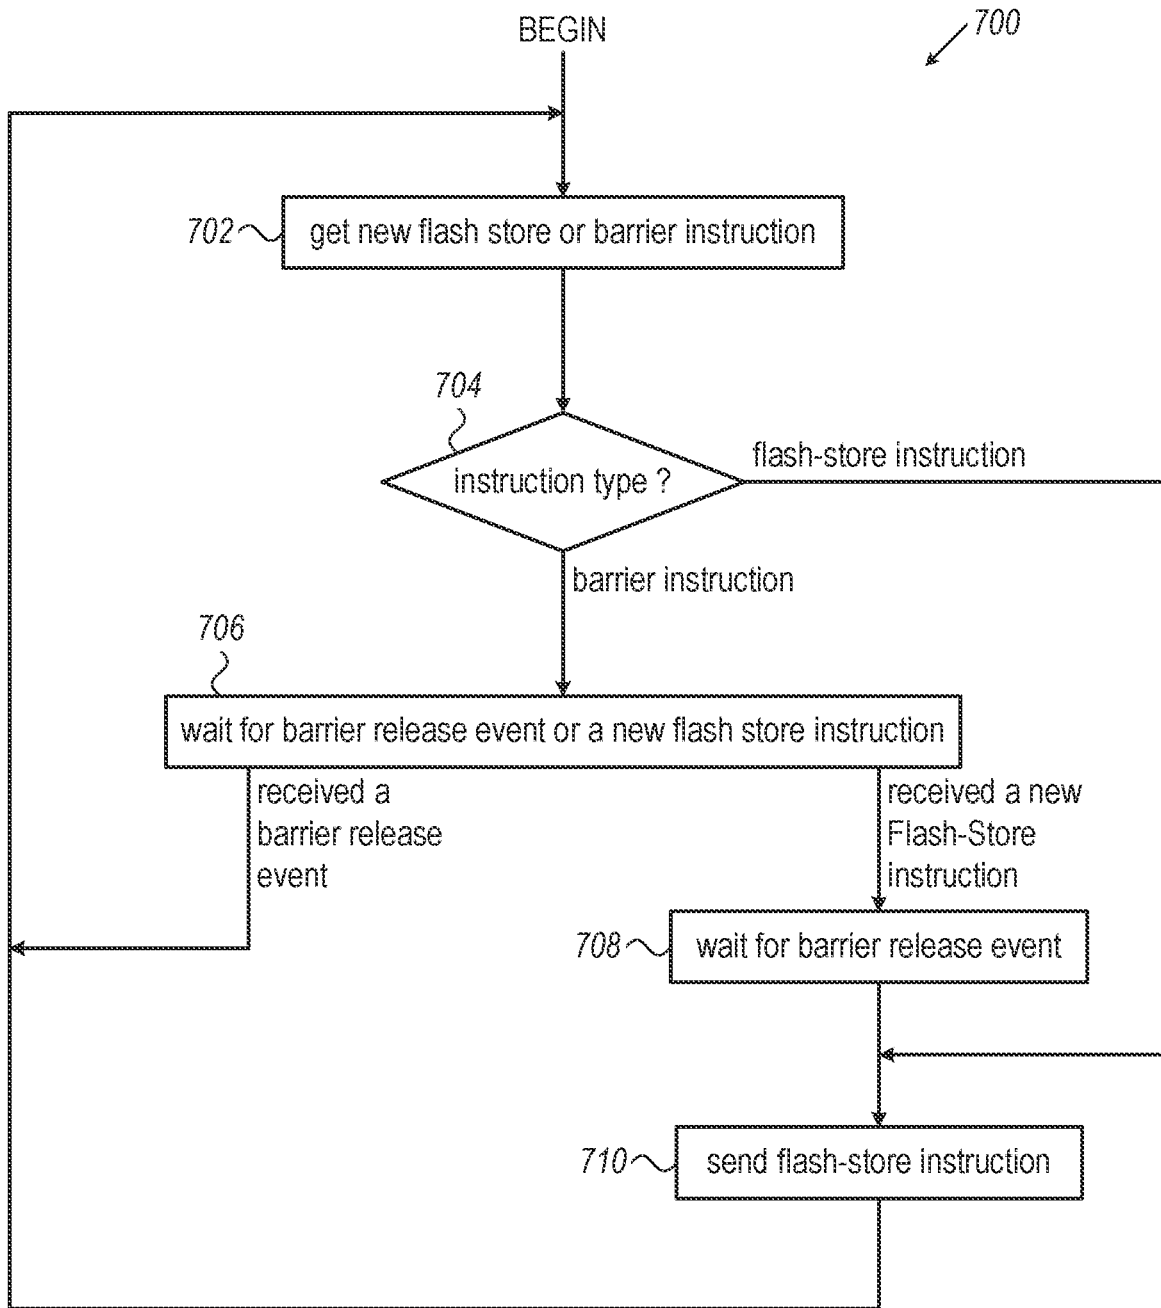 BEGIN
700
702
get new flash store or barrier instruction
704
instruction type ?
flash-store instruction
barrier instruction
706
wait for barrier release event or a new flash store instruction
received a
barrier release
event
received a new
Flash-Store
instruction
708
wait for barrier release event
710
send flash-store instruction